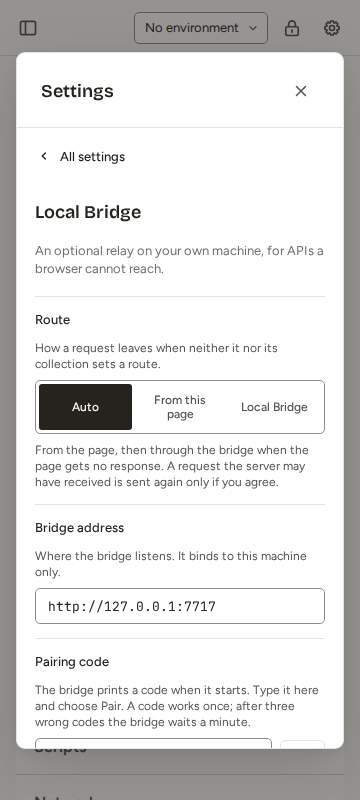 No environment
Settings
All settings
Local Bridge
An optional relay on your own machine, for APIs a
browser cannot reach.
Route
How a request leaves when neither it nor its
collection sets a route.
Auto
From this
page
Local Bridge
From the page, then through the bridge when the
page gets no response. A request the server may
have received is sent again only if you agree.
Bridge address
Where the bridge listens. It binds to this machine
only.
http://127.0.0.1:7717
Pairing code
The bridge prints a code when it starts. Type it here
and choose Pair. A code works once; after three
wrong codes the bridge waits a minute.
Scripts